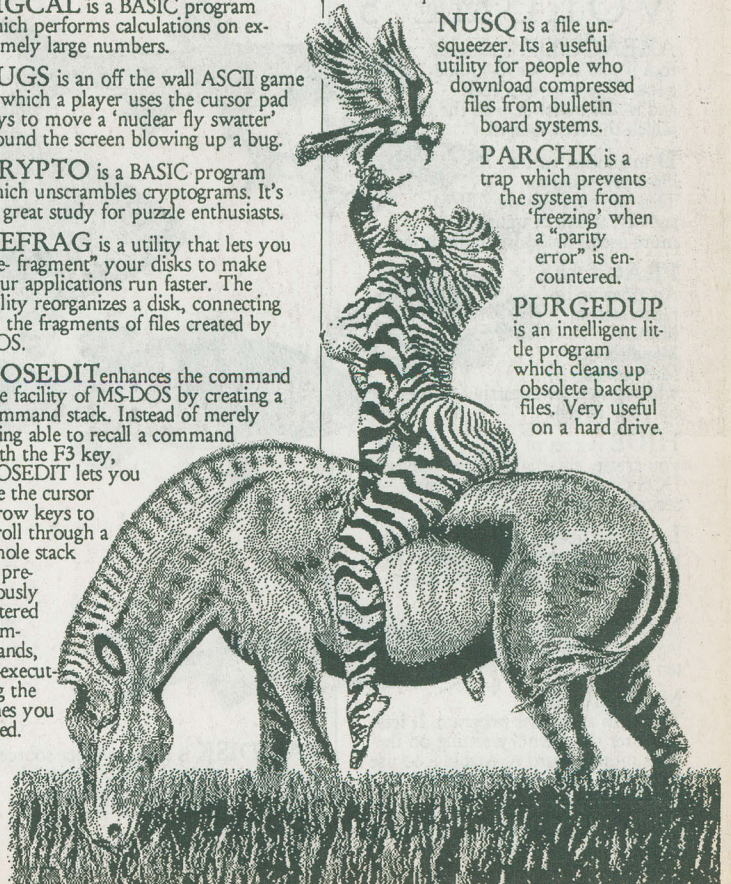 IGCAL is a BASIC program
hich performs calculations on ex-
mely large numbers.
UGS is an off the wall ASCII game
which a player uses the cursor pad
ys to move a 'nuclear fly swatter'
ound the screen blowing up a bug.
RYPTO is a BASIC program
hich unscrambles cryptograms. It's
great study for puzzle enthusiasts.
EFRAG is a utility that lets you
e- fragment" your disks to make
ur applications run faster. The
lity reorganizes a disk, connecting
the fragments of files created by
OS.
OSEDIT enhances the command
e facility of MS-DOS by creating a
mmand stack. Instead of merely
ing able to recall a command
th the F3 key,
OSEDIT lets you
e the cursor
row keys to
roll through a
hole stack
pre-
ously
tered
m-
ands,
execut-
g the
nes you
ed.
NUSQ is a file un-
squeezer. Its a useful
utility for people who
download compressed
files from bulletin
board systems.
PARCHK is a
trap which prevents
the system from
'freezing' when
a "parity
error" is en-
countered.
PURGEDUP
is an intelligent lit-
tle program
which cleans up
obsolete backup
files. Very useful
on a hard drive.